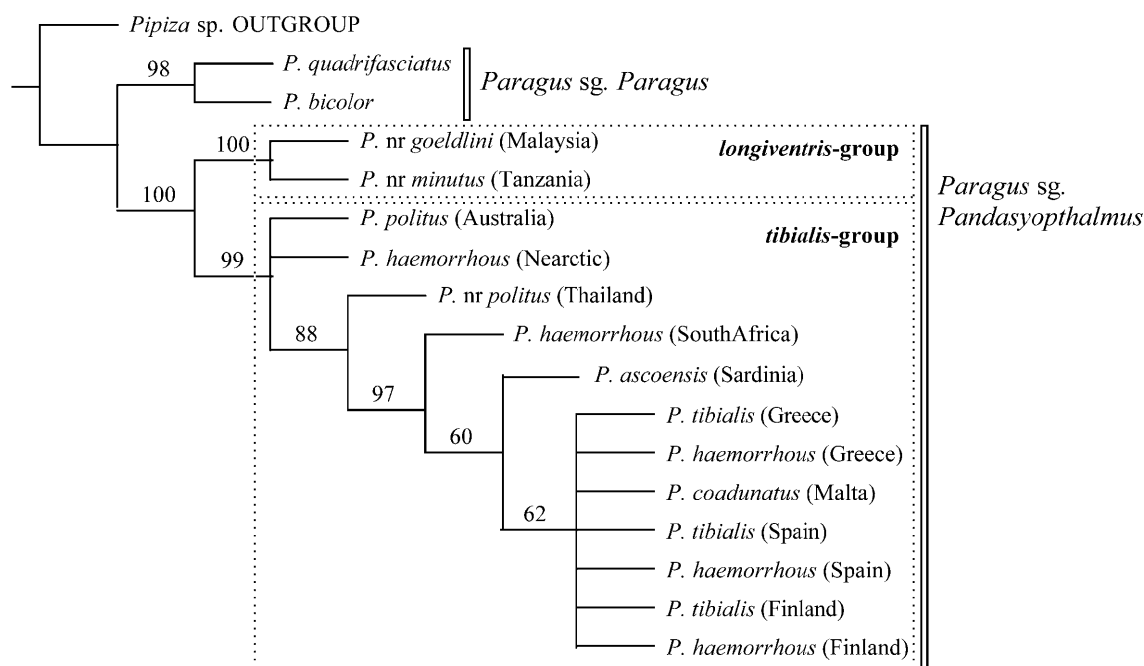 Pipiza sp. OUTGROUP
98
P. quadrifasciatus
P. bicolor
Paragus sg. Paragus
100
P. nr goeldlini (Malaysia)
longiventris-group
P. nr minutus (Tanzania)
100
Paragus sg.
Pandasyopthalmus
P. politus (Australia)
tibialis-group
99
P. haemorrhous (Nearctic)
P. nr politus (Thailand)
88
P. haemorrhous (SouthAfrica)
P. ascoensis (Sardinia)
97
P. tibialis (Greece)
60
P. haemorrhous (Greece)
P. coadunatus (Malta)
62
P. tibialis (Spain)
P. haemorrhous (Spain)
P. tibialis (Finland)
P. haemorrhous (Finland)